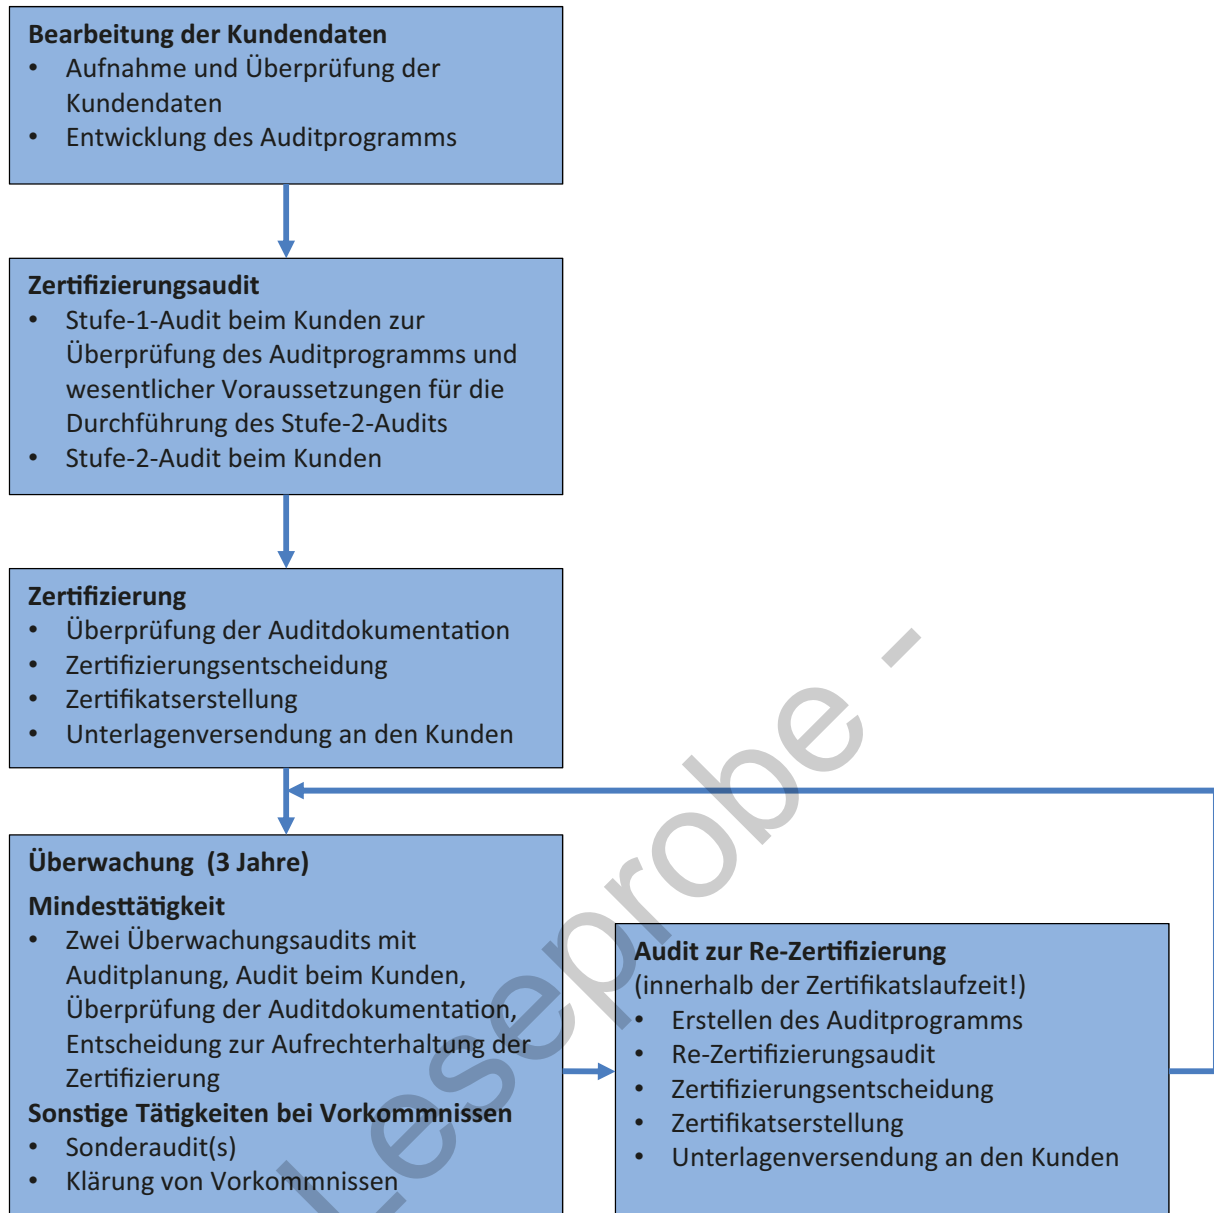 Bearbeitung der Kundendaten
• Aufnahme und Überprüfung der
Kundendaten
• Entwicklung des Auditprogramms
Zertifizierungsaudit
• Stufe-1-Audit beim Kunden zur
Überprüfung des Auditprogramms und
wesentlicher Voraussetzungen für die
Durchführung des Stufe-2-Audits
• Stufe-2-Audit beim Kunden
Zertifizierung
• Überprüfung der Auditdokumentation
• Zertifizierungsentscheidung
• Zertifikatserstellung
• Unterlagenversendung an den Kunden
Überwachung (3 Jahre)
Mindesttätigkeit
• Zwei Überwachungsaudits mit
Auditplanung, Audit beim Kunden,
Überprüfung der Auditdokumentation,
Entscheidung zur Aufrechterhaltung der
Zertifizierung
Sonstige Tätigkeiten bei Vorkommnissen
• Sonderaudit(s)
• Klärung von Vorkommnissen
Audit zur Re-Zertifizierung
(innerhalb der Zertifikatslaufzeit!)
• Erstellen des Auditprogramms
• Re-Zertifizierungsaudit
• Zertifizierungsentscheidung
• Zertifikatserstellung
• Unterlagenversendung an den Kunden
Leseprobe -